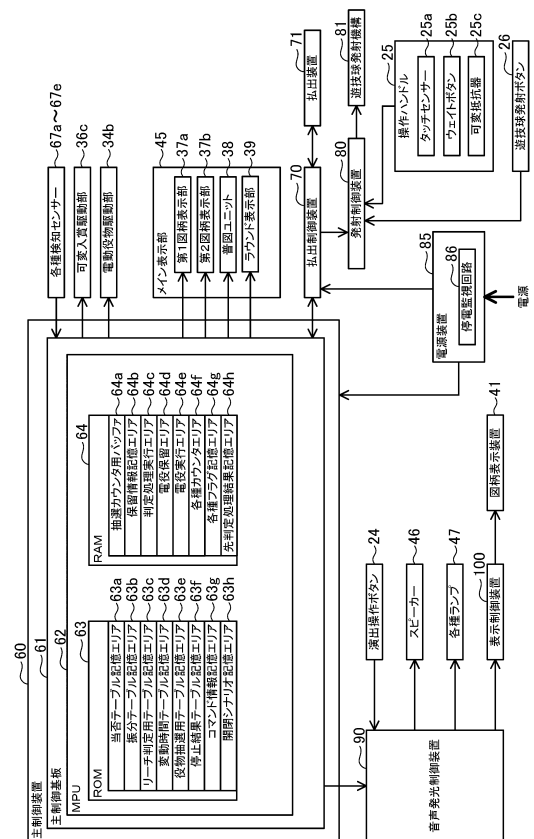 60
主制御装置
61
主制御基板
62
MPU
63
ROM
当否テーブル記憶エリア 63a
振分テーブル記憶エリア 63b
リーチ判定用テーブル記憶エリア 63c
変動時間テーブル記憶エリア 63d
役物抽選用テーブル記憶エリア 63e
停止結果テーブル記憶エリア 63f
コマンド情報記憶エリア 63g
開閉シナリオ記憶エリア 63h
64
RAM
抽選カウンタ用バッファ 64a
保留情報記憶エリア 64b
判定処理実行エリア 64c
電役保留エリア 64d
電役実行エリア 64e
各種カウンタエリア 64f
各種フラグ記憶エリア 64g
先判定処理結果記憶エリア 64h
各種検知センサー 67a～67e
可変入賞駆動部 36c
電動役物駆動部 34b
45
メイン表示部
第1図柄表示部 37a
第2図柄表示部 37b
普図ユニット 38
ラウンド表示部 39
70
払出制御装置
71
払出装置
80
発射制御装置
81
遊技球発射機構
25
操作ハンドル
タッチセンサー 25a
ウェイトボタン 25b
可変抵抗器 25c
26
遊技球発射ボタン
85
電源装置
86
停電監視回路
電源
90
音声発光制御装置
演出操作ボタン 24
スピーカー 46
各種ランプ 47
表示制御装置 100
図柄表示装置 41